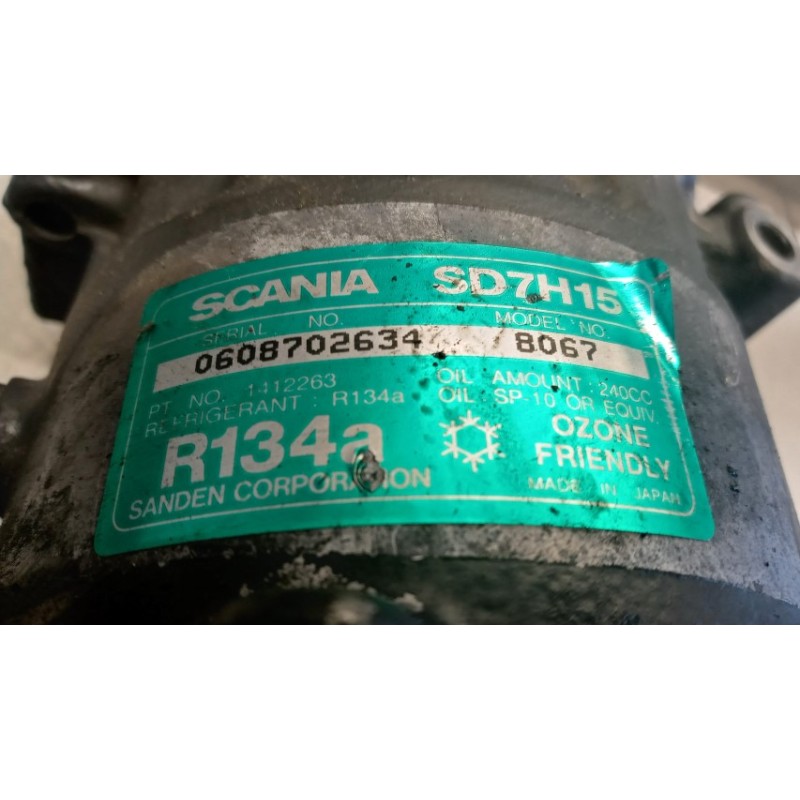 SCANIA SD7H15
SERIAL NO. MODEL NO.
0608702634 8067
PT NO. 1412263 OIL AMOUNT : 240CC
REFRIGERANT : R134a OIL SP-10 OR EQUIV.
R134a OZONE
FRIENDLY
SANDEN CORPORATION MADE IN JAPAN